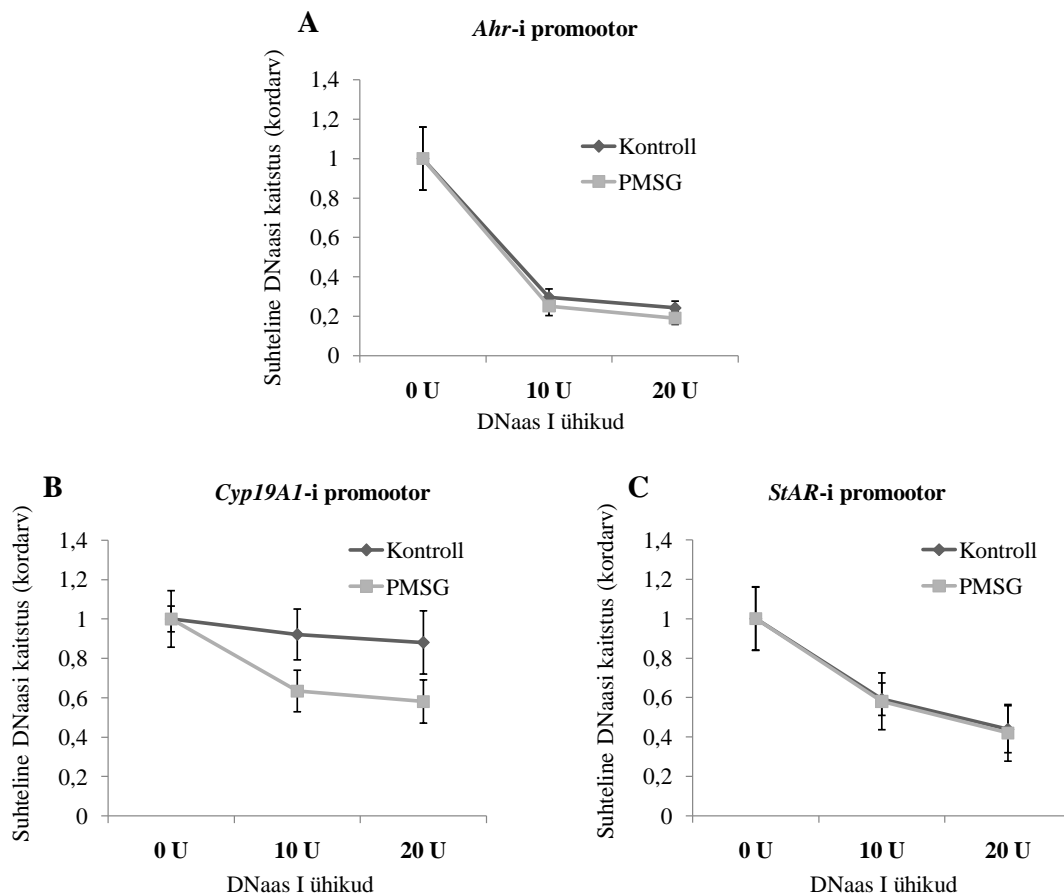 A
Ahr-i promootor
Suhteline DNaasi kaitstus (kordarv)
1,4
1,2
1
0,8
0,6
0,4
0,2
0
Kontroll
PMSG
0 U 10 U 20 U
DNaas I ühikud
B
Cyp19A1-i promootor
Suhteline DNaasi kaitstus (kordarv)
1,4
1,2
1
0,8
0,6
0,4
0,2
0
Kontroll
PMSG
0 U 10 U 20 U
DNaas I ühikud
C
StAR-i promootor
Suhteline DNaasi kaitstus (kordarv)
1,4
1,2
1
0,8
0,6
0,4
0,2
0
Kontroll
PMSG
0 U 10 U 20 U
DNaas I ühikud